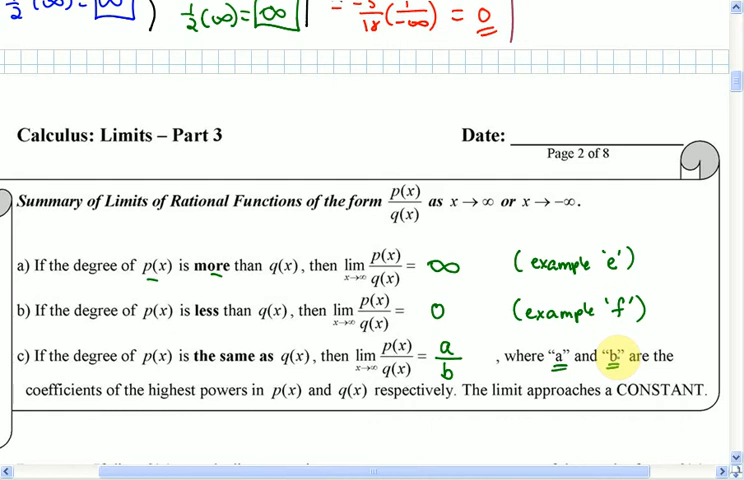 1/2 (∞) = ∞ ) 1/2 (∞) = ∞ | = -5/18 (1/-∞) = 0
Calculus: Limits – Part 3 Date: ____________________
Page 2 of 8
Summary of Limits of Rational Functions of the form p(x)/q(x) as x → ∞ or x → −∞.
a) If the degree of p(x) is more than q(x), then lim x→∞ p(x)/q(x) = ∞ (example 'e')
b) If the degree of p(x) is less than q(x), then lim x→∞ p(x)/q(x) = 0 (example 'f')
c) If the degree of p(x) is the same as q(x), then lim x→∞ p(x)/q(x) = a/b , where “a” and “b” are the
coefficients of the highest powers in p(x) and q(x) respectively. The limit approaches a CONSTANT.